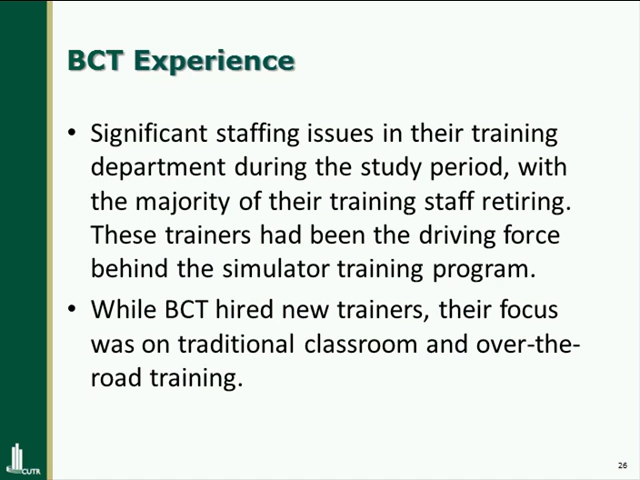 BCT Experience
• Significant staffing issues in their training
department during the study period, with
the majority of their training staff retiring.
These trainers had been the driving force
behind the simulator training program.
• While BCT hired new trainers, their focus
was on traditional classroom and over-the-
road training.
CUTR
26